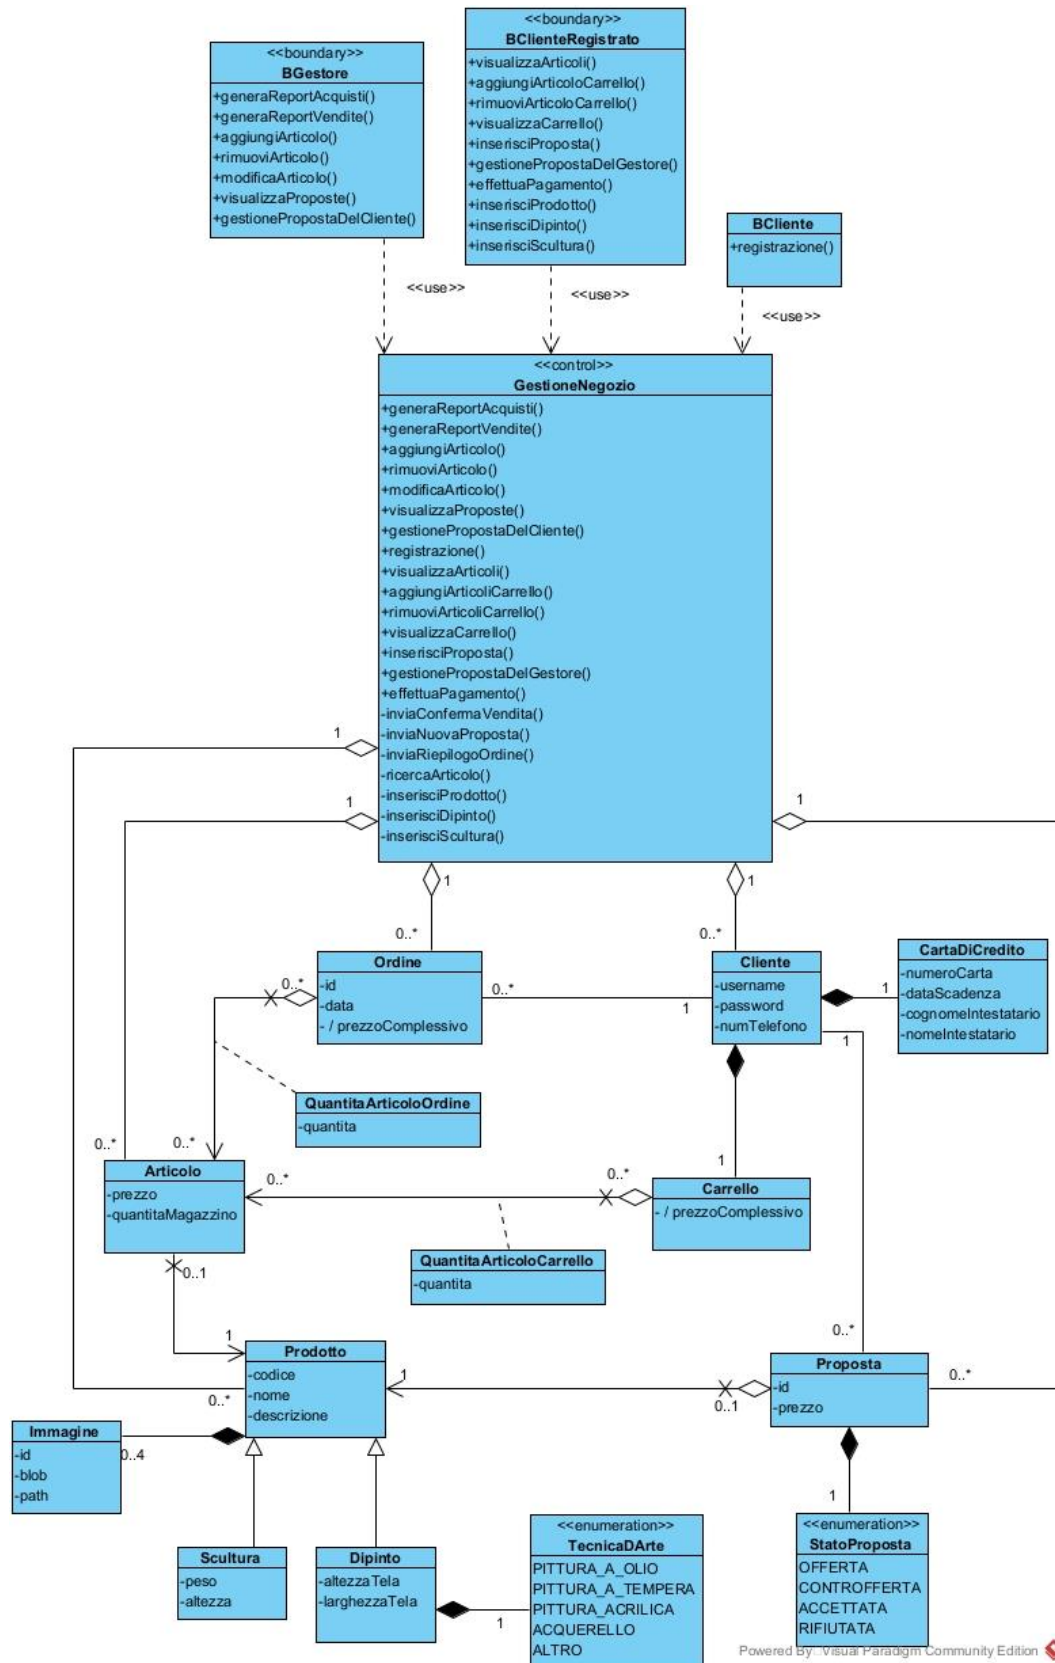 <<boundary>>
BGestore
+generaReportAcquisti()
+generaReportVendite()
+aggiungiArticolo()
+rimuoviArticolo()
+modificaArticolo()
+visualizzaProposte()
+gestionePropostaDelCliente()
<<boundary>>
BClienteRegistrato
+visualizzaArticoli()
+aggiungiArticoloCarrello()
+rimuoviArticoloCarrello()
+visualizzaCarrello()
+inserisciProposta()
+gestionePropostaDelGestore()
+effettuaPagamento()
+inserisciProdotto()
+inserisciDipinto()
+inserisciScultura()
BCliente
+registrazione()
<<use>>
<<use>>
<<use>>
<<control>>
GestioneNegozio
+generaReportAcquisti()
+generaReportVendite()
+aggiungiArticolo()
+rimuoviArticolo()
+modificaArticolo()
+visualizzaProposte()
+gestionePropostaDelCliente()
+registrazione()
+visualizzaArticoli()
+aggiungiArticoliCarrello()
+rimuoviArticoliCarrello()
+visualizzaCarrello()
+inserisciProposta()
+gestionePropostaDelGestore()
+effettuaPagamento()
-inviaConfermaVendita()
-inviaNuovaProposta()
-inviaRiepilogoOrdine()
-ricercaArticolo()
-inserisciProdotto()
-inserisciDipinto()
-inserisciScultura()
1
1
1
1
1
0..*
0..*
Ordine
-id
-data
- / prezzoComplessivo
0..*
0..*
1
Cliente
-username
-password
-numTelefono
1
1
CartaDiCredito
-numeroCarta
-dataScadenza
-cognomeIntestatario
-nomeIntestatario
QuantitaArticoloOrdine
-quantita
0..*
0..*
Articolo
-prezzo
-quantitaMagazzino
0..*
0..*
1
Carrello
- / prezzoComplessivo
QuantitaArticoloCarrello
-quantita
0..1
1
0..*
Prodotto
-codice
-nome
-descrizione
1
0..1
0..*
Proposta
-id
-prezzo
0..*
Immagine
-id
-blob
-path
0..4
1
Scultura
-peso
-altezza
Dipinto
-altezzaTela
-larghezzaTela
1
<<enumeration>>
TecnicaDArte
PITTURA_A_OLIO
PITTURA_A_TEMPERA
PITTURA_ACRILICA
ACQUERELLO
ALTRO
<<enumeration>>
StatoProposta
OFFERTA
CONTROFFERTA
ACCETTATA
RIFIUTATA
Powered By Visual Paradigm Community Edition